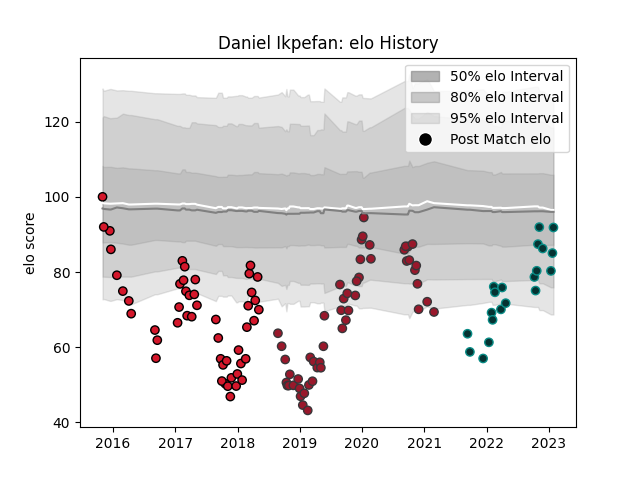 Daniel Ikpefan: elo History
50% elo Interval
80% elo Interval
95% elo Interval
Post Match elo
elo score
120
100
80
60
40
2016 2017 2018 2019 2020 2021 2022 2023